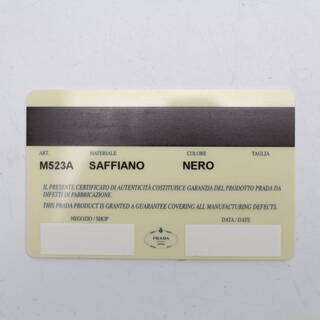 ART. MATERIALE COLORE TAGLIA
M523A SAFFIANO NERO
IL PRESENTE CERTIFICATO DI AUTENTICITÀ COSTITUISCE GARANZIA DEL PRODOTTO PRADA DA
DIFETTI DI FABBRICAZIONE.
THIS PRADA PRODUCT IS GRANTED A GUARANTEE COVERING ALL MANUFACTURING DEFECTS.
NEGOZIO / SHOP DATA / DATE
PRADA